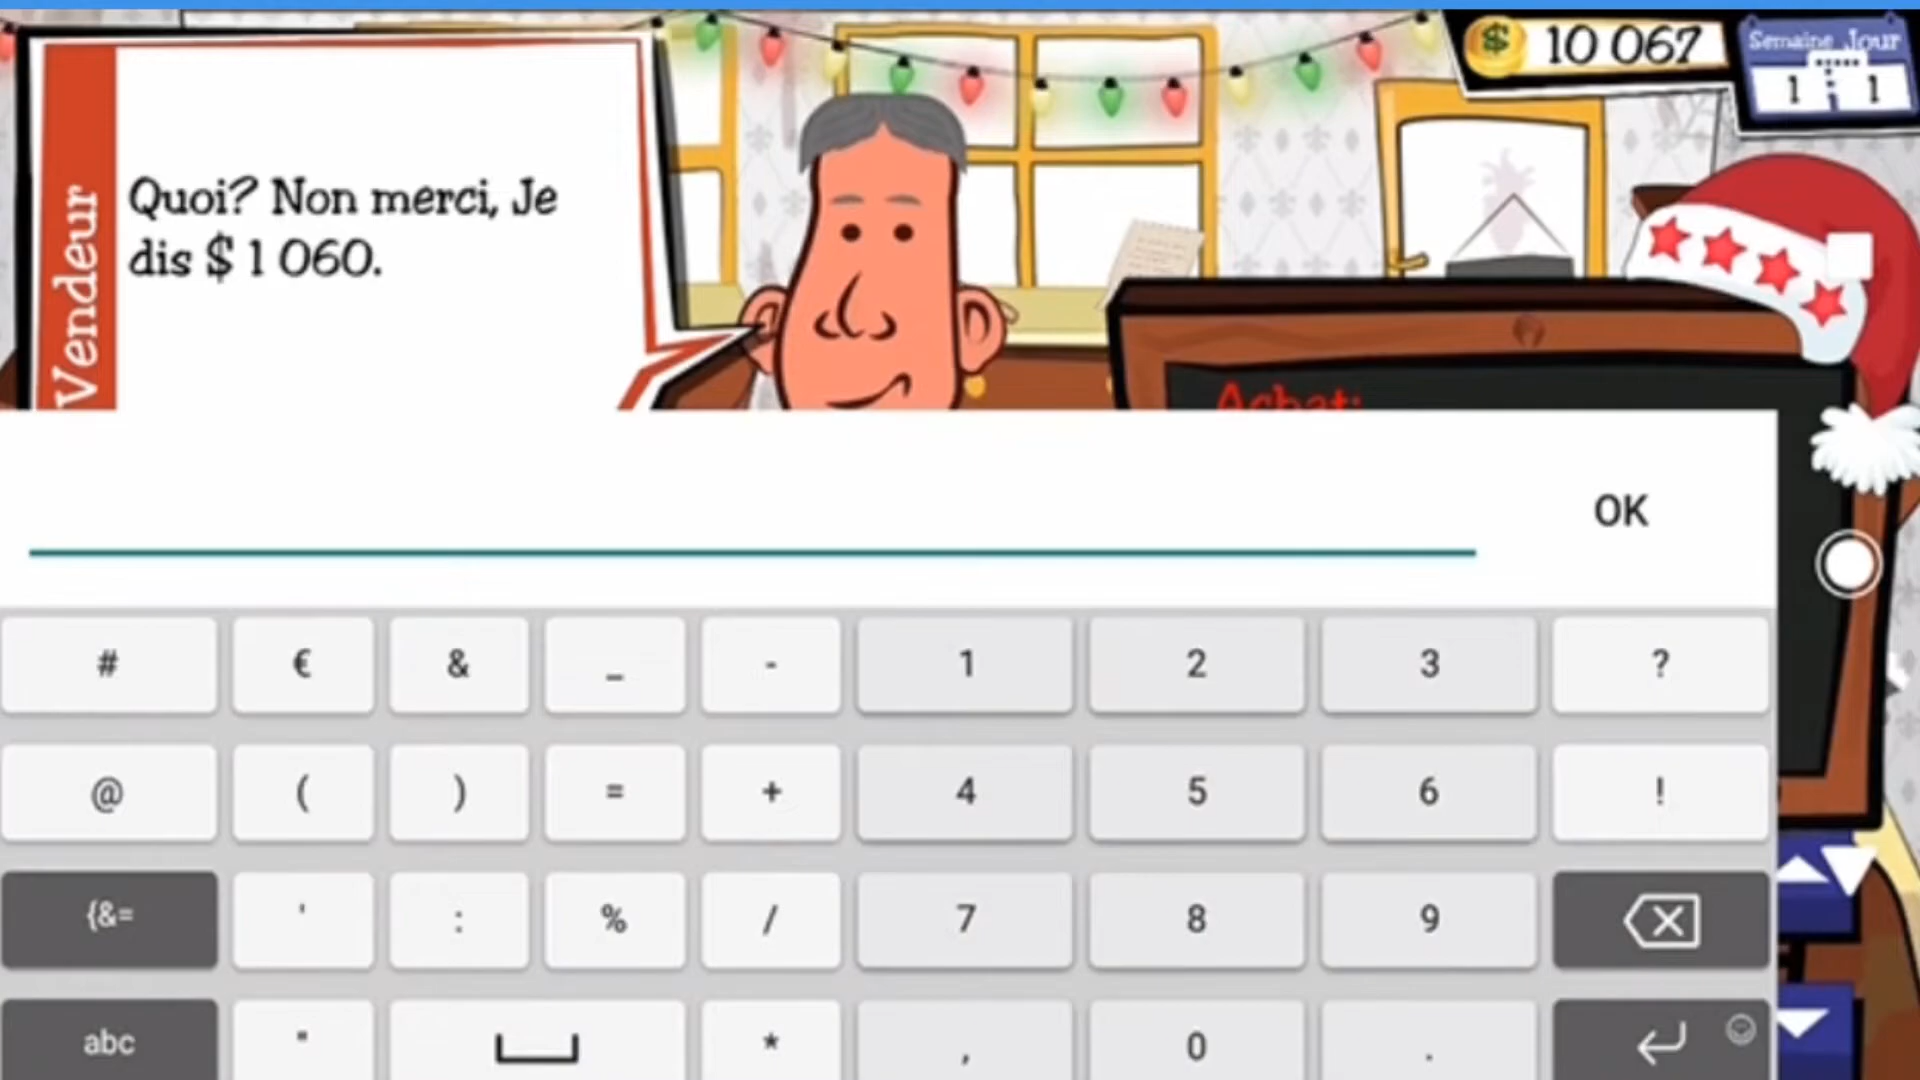 10 067
Semaine Jour
1 1
Vendeur
Quoi? Non merci, Je
dis $ 1 060.
Achat:
OK
# € & _ - 1 2 3 ?
@ ( ) = + 4 5 6 !
{&= ' : % / 7 8 9
abc " * , 0 .